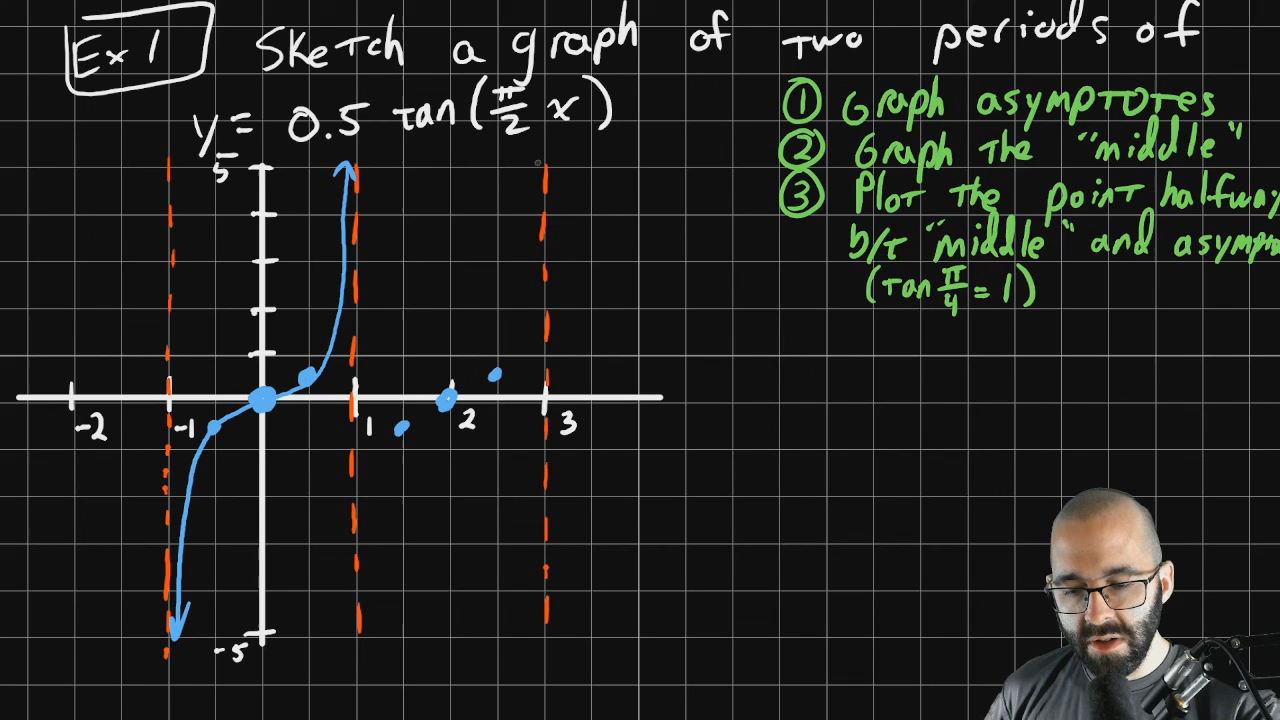 Ex 1 Sketch a graph of two periods of
y = 0.5 tan(π/2 x)
① Graph asymptotes
② Graph the "middle"
③ Plot the point halfway
b/t "middle" and asymp
(tan π/4 = 1)
5
-2 -1 1 2 3
-5